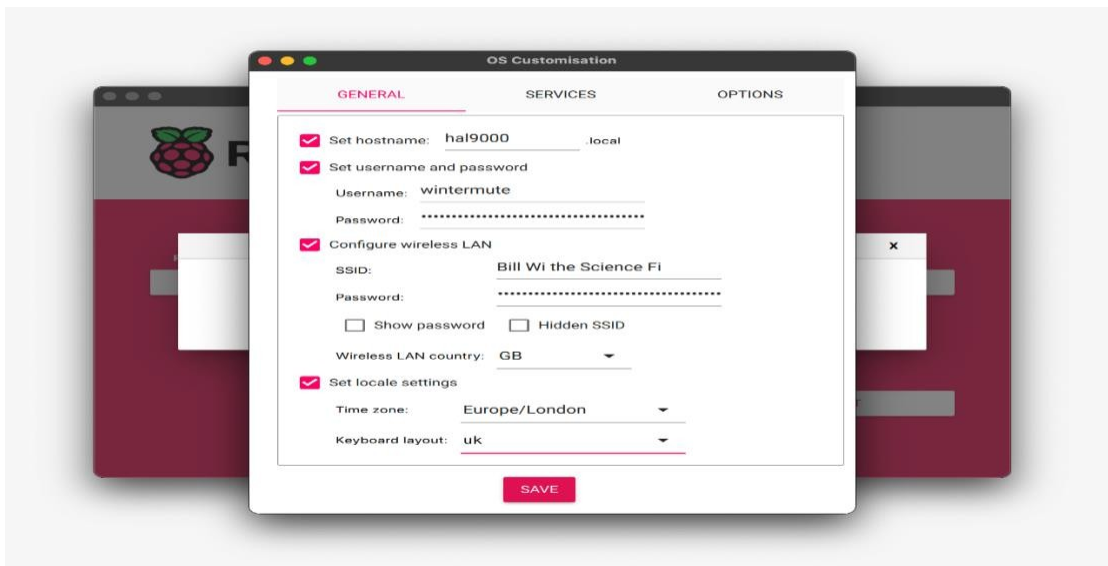 OS Customisation
GENERAL SERVICES OPTIONS
Set hostname: hal9000 .local
Set username and password
Username: wintermute
Password: •••••••••••••••••••••••••••••••••••••
Configure wireless LAN
SSID: Bill Wi the Science Fi
Password: •••••••••••••••••••••••••••••••••••••
Show password Hidden SSID
Wireless LAN country: GB
Set locale settings
Time zone: Europe/London
Keyboard layout: uk
SAVE